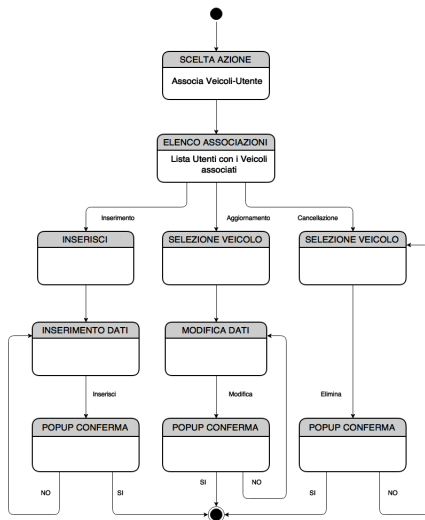 SCELTA AZIONE
Associa Veicoli-Utente
ELENCO ASSOCIAZIONI
Lista Utenti con i Veicoli
associati
Inserimento
Aggiornamento
Cancellazione
INSERISCI
SELEZIONE VEICOLO
SELEZIONE VEICOLO
INSERIMENTO DATI
MODIFICA DATI
Inserisci
Modifica
Elimina
POPUP CONFERMA
POPUP CONFERMA
POPUP CONFERMA
NO
SI
SI
NO
SI
NO